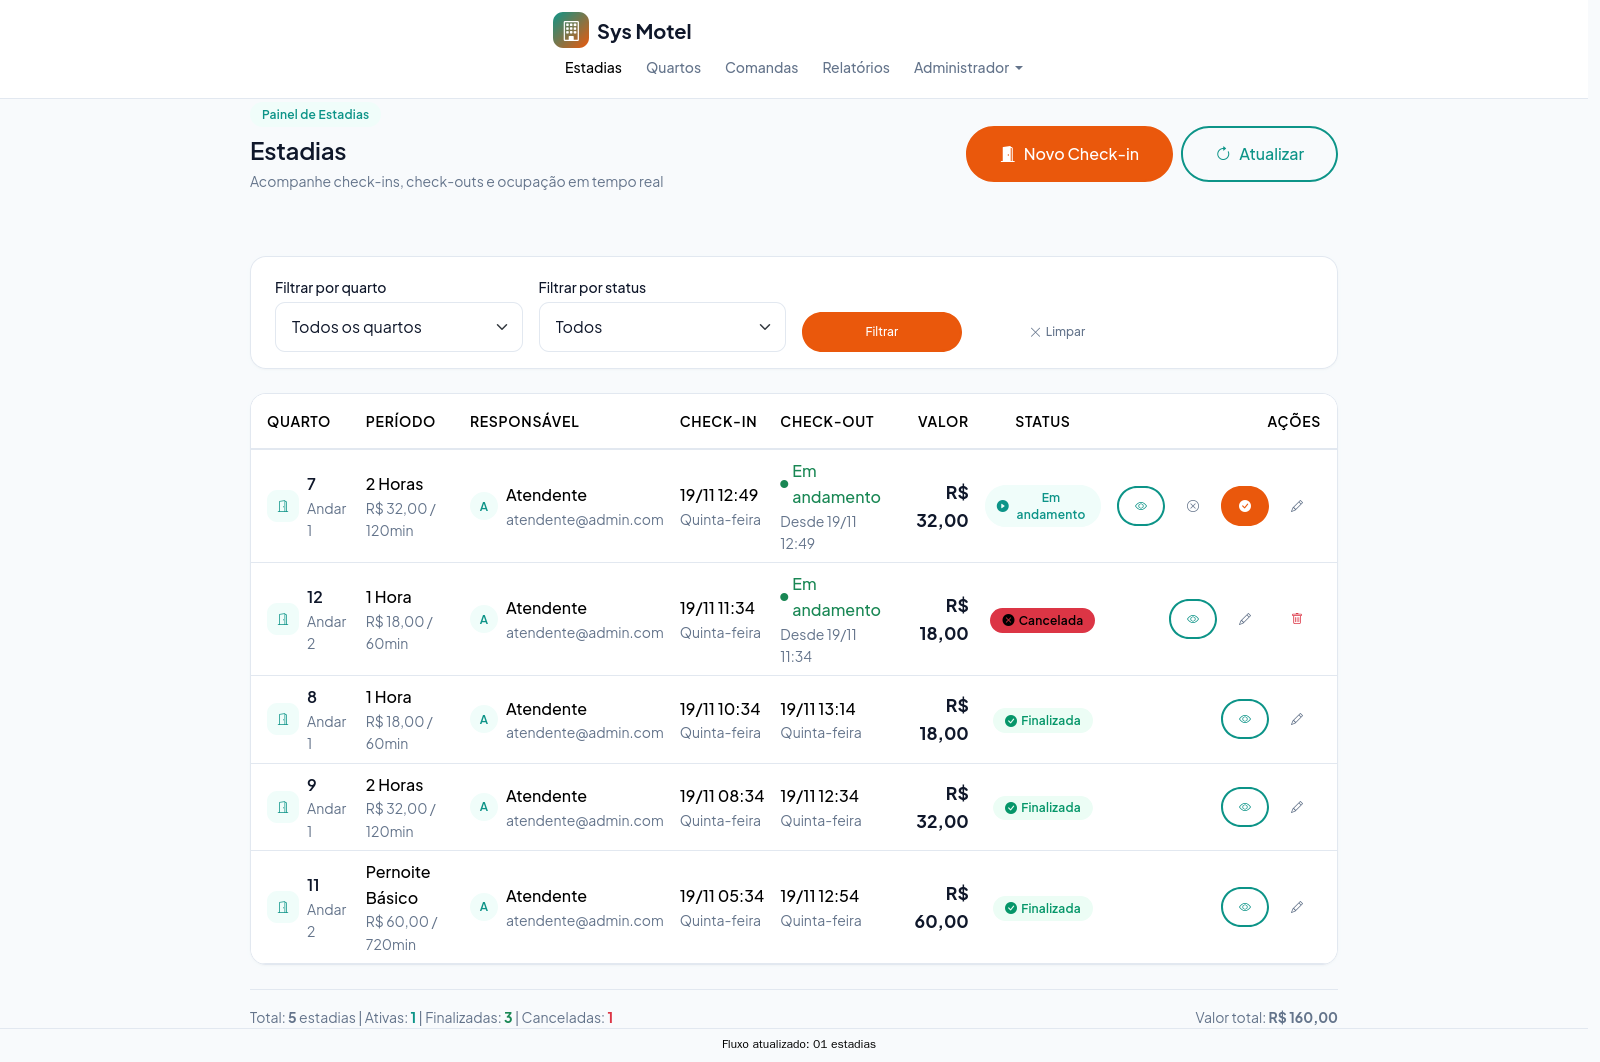 Sys Motel
Estadias Quartos Comandas Relatórios Administrador
Painel de Estadias
Estadias
Acompanhe check-ins, check-outs e ocupação em tempo real
Novo Check-in
Atualizar
Filtrar por quarto
Todos os quartos
Filtrar por status
Todos
Filtrar
Limpar
QUARTO PERÍODO RESPONSÁVEL CHECK-IN CHECK-OUT VALOR STATUS AÇÕES
7
Andar
1
2 Horas
R$ 32,00 /
120min
A
Atendente
atendente@admin.com
19/11 12:49
Quinta-feira
Em
andamento
Desde 19/11
12:49
R$
32,00
Em
andamento
12
Andar
2
1 Hora
R$ 18,00 /
60min
A
Atendente
atendente@admin.com
19/11 11:34
Quinta-feira
Em
andamento
Desde 19/11
11:34
R$
18,00
Cancelada
8
Andar
1
1 Hora
R$ 18,00 /
60min
A
Atendente
atendente@admin.com
19/11 10:34
Quinta-feira
19/11 13:14
Quinta-feira
R$
18,00
Finalizada
9
Andar
1
2 Horas
R$ 32,00 /
120min
A
Atendente
atendente@admin.com
19/11 08:34
Quinta-feira
19/11 12:34
Quinta-feira
R$
32,00
Finalizada
11
Andar
2
Pernoite
Básico
R$ 60,00 /
720min
A
Atendente
atendente@admin.com
19/11 05:34
Quinta-feira
19/11 12:54
Quinta-feira
R$
60,00
Finalizada
Total: 5 estadias | Ativas: 1 | Finalizadas: 3 | Canceladas: 1
Valor total: R$ 160,00
Fluxo atualizado: 01 estadias